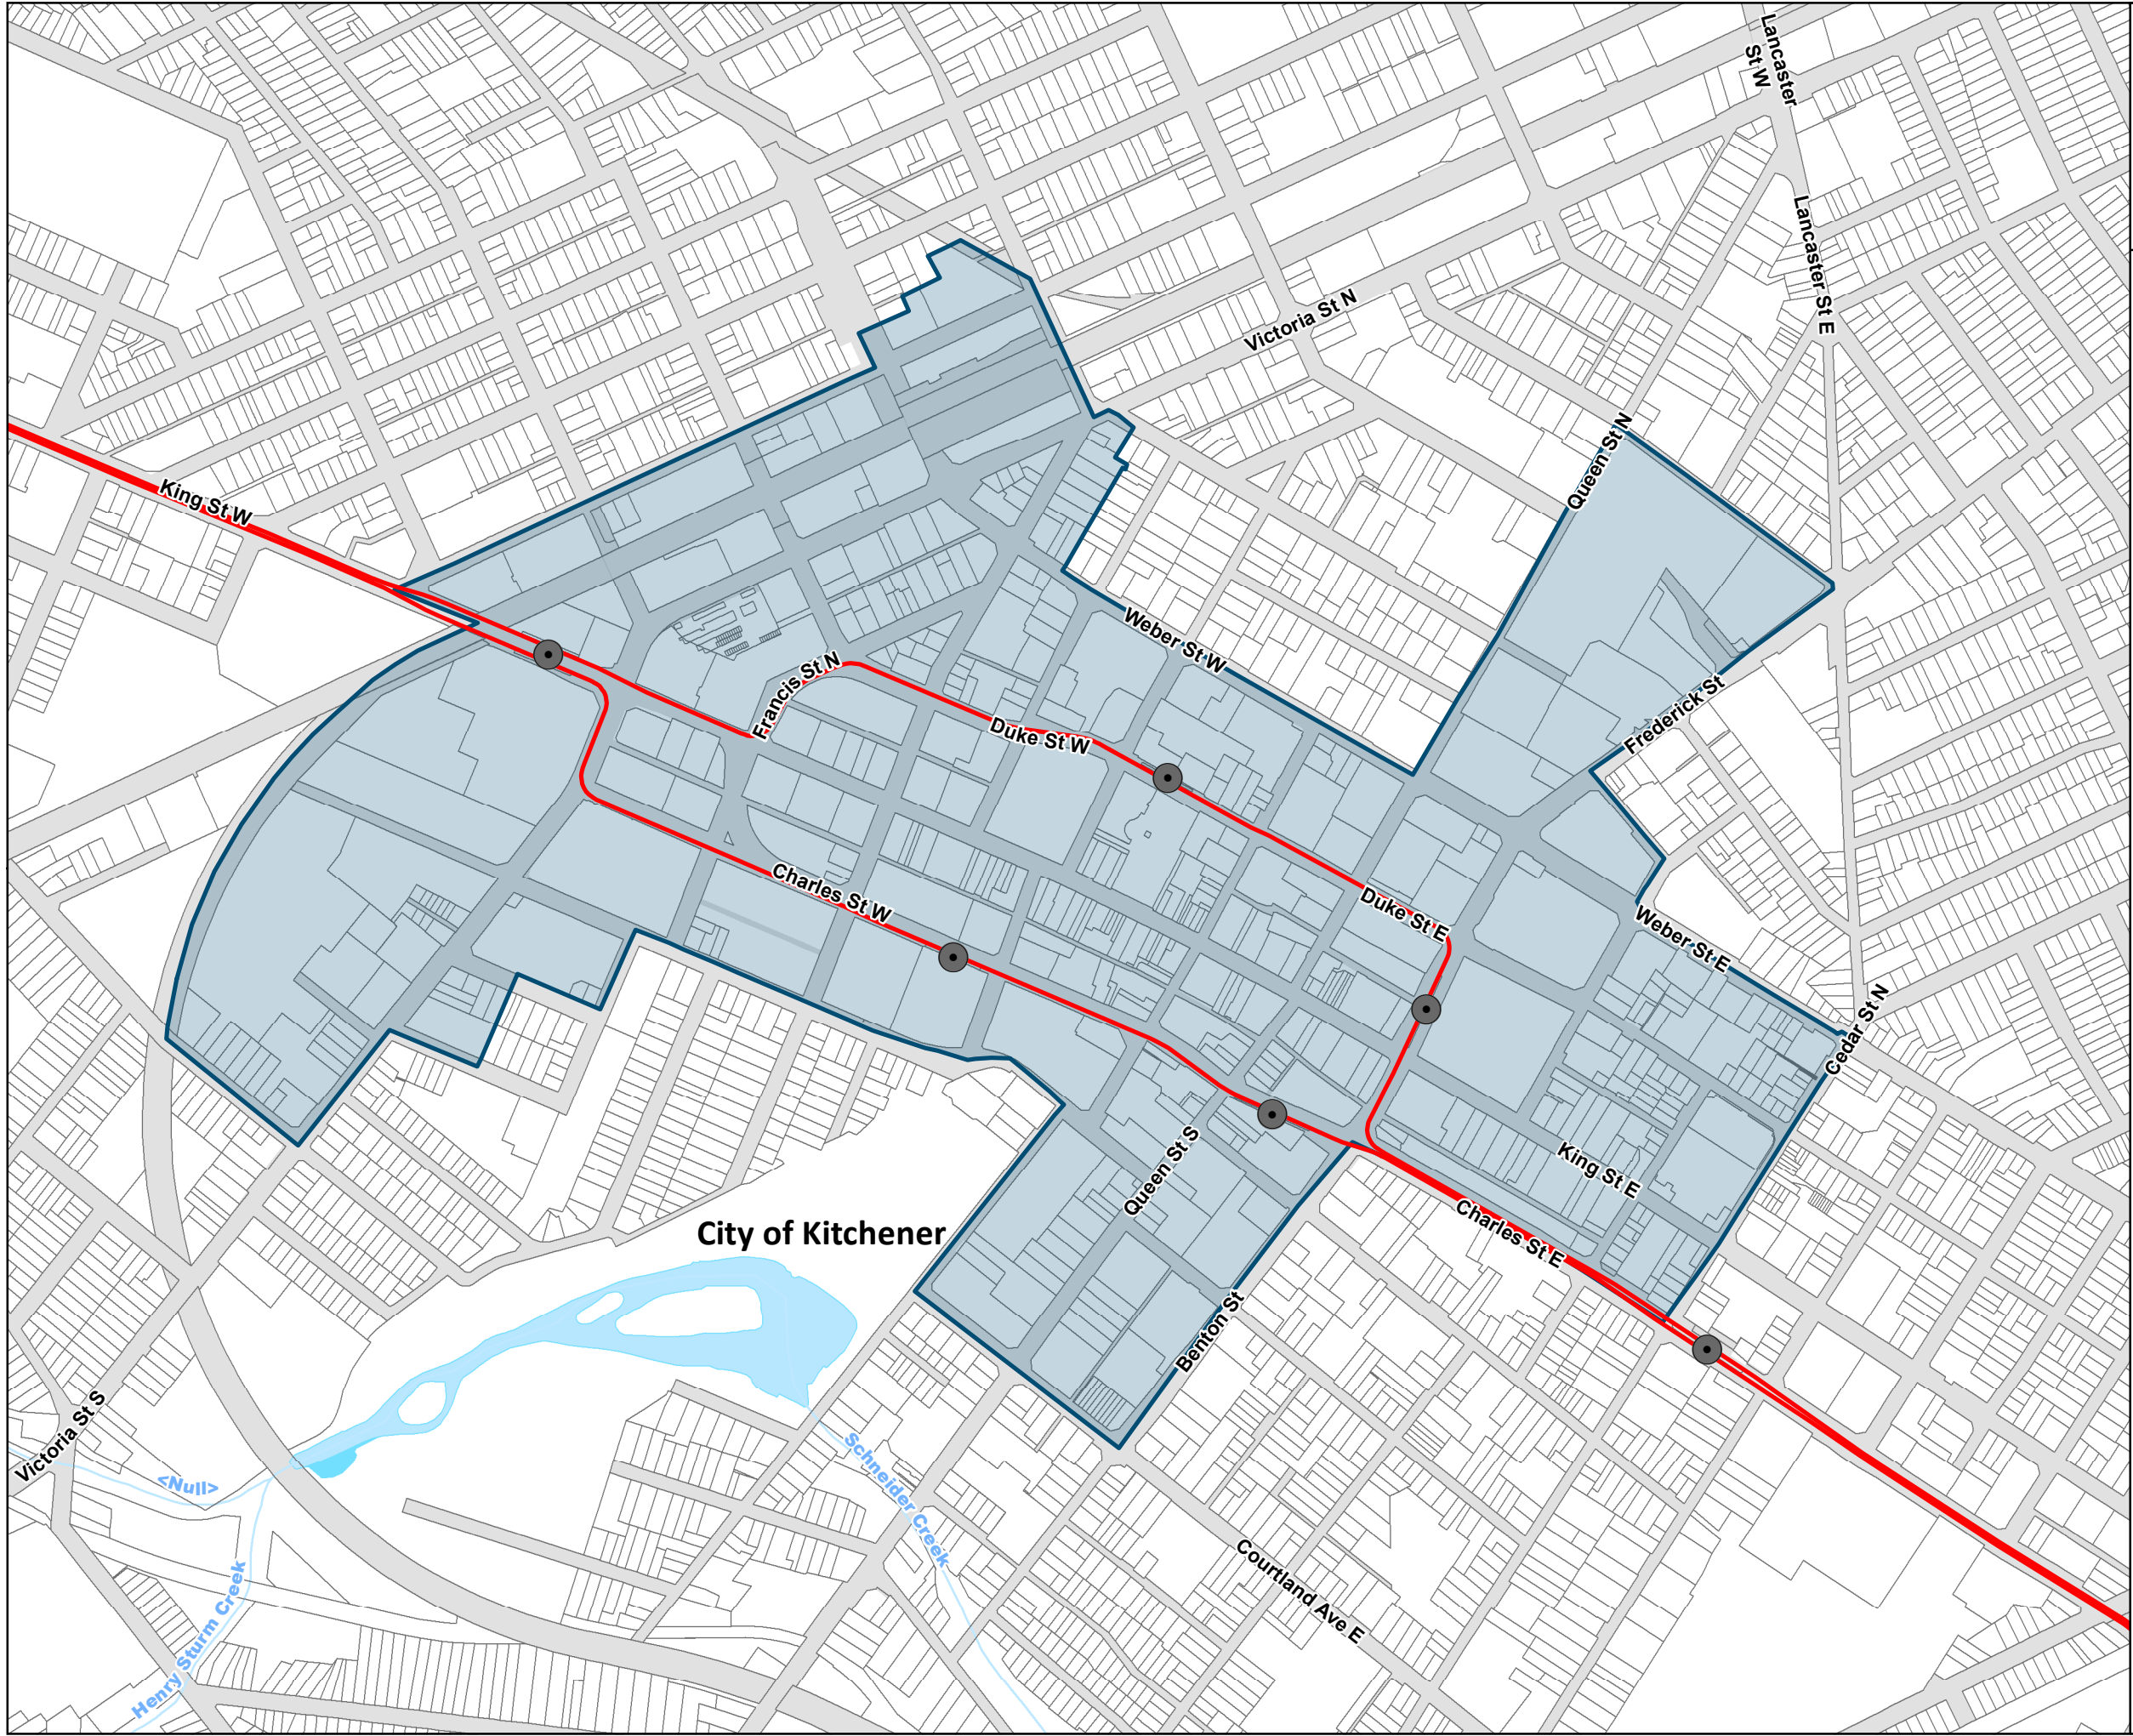 Lancaster
St W
Lancaster St E
Victoria St N
Queen St N
King St W
Weber St W
Francis St N
Duke St W
Frederick St
Charles St W
Duke St E
Weber St E
Cedar St N
Queen St S
King St E
City of Kitchener
Charles St E
Benton St
Victoria St S
<Null>
Schneider Creek
Courtland Ave E
Henry Sturm Creek